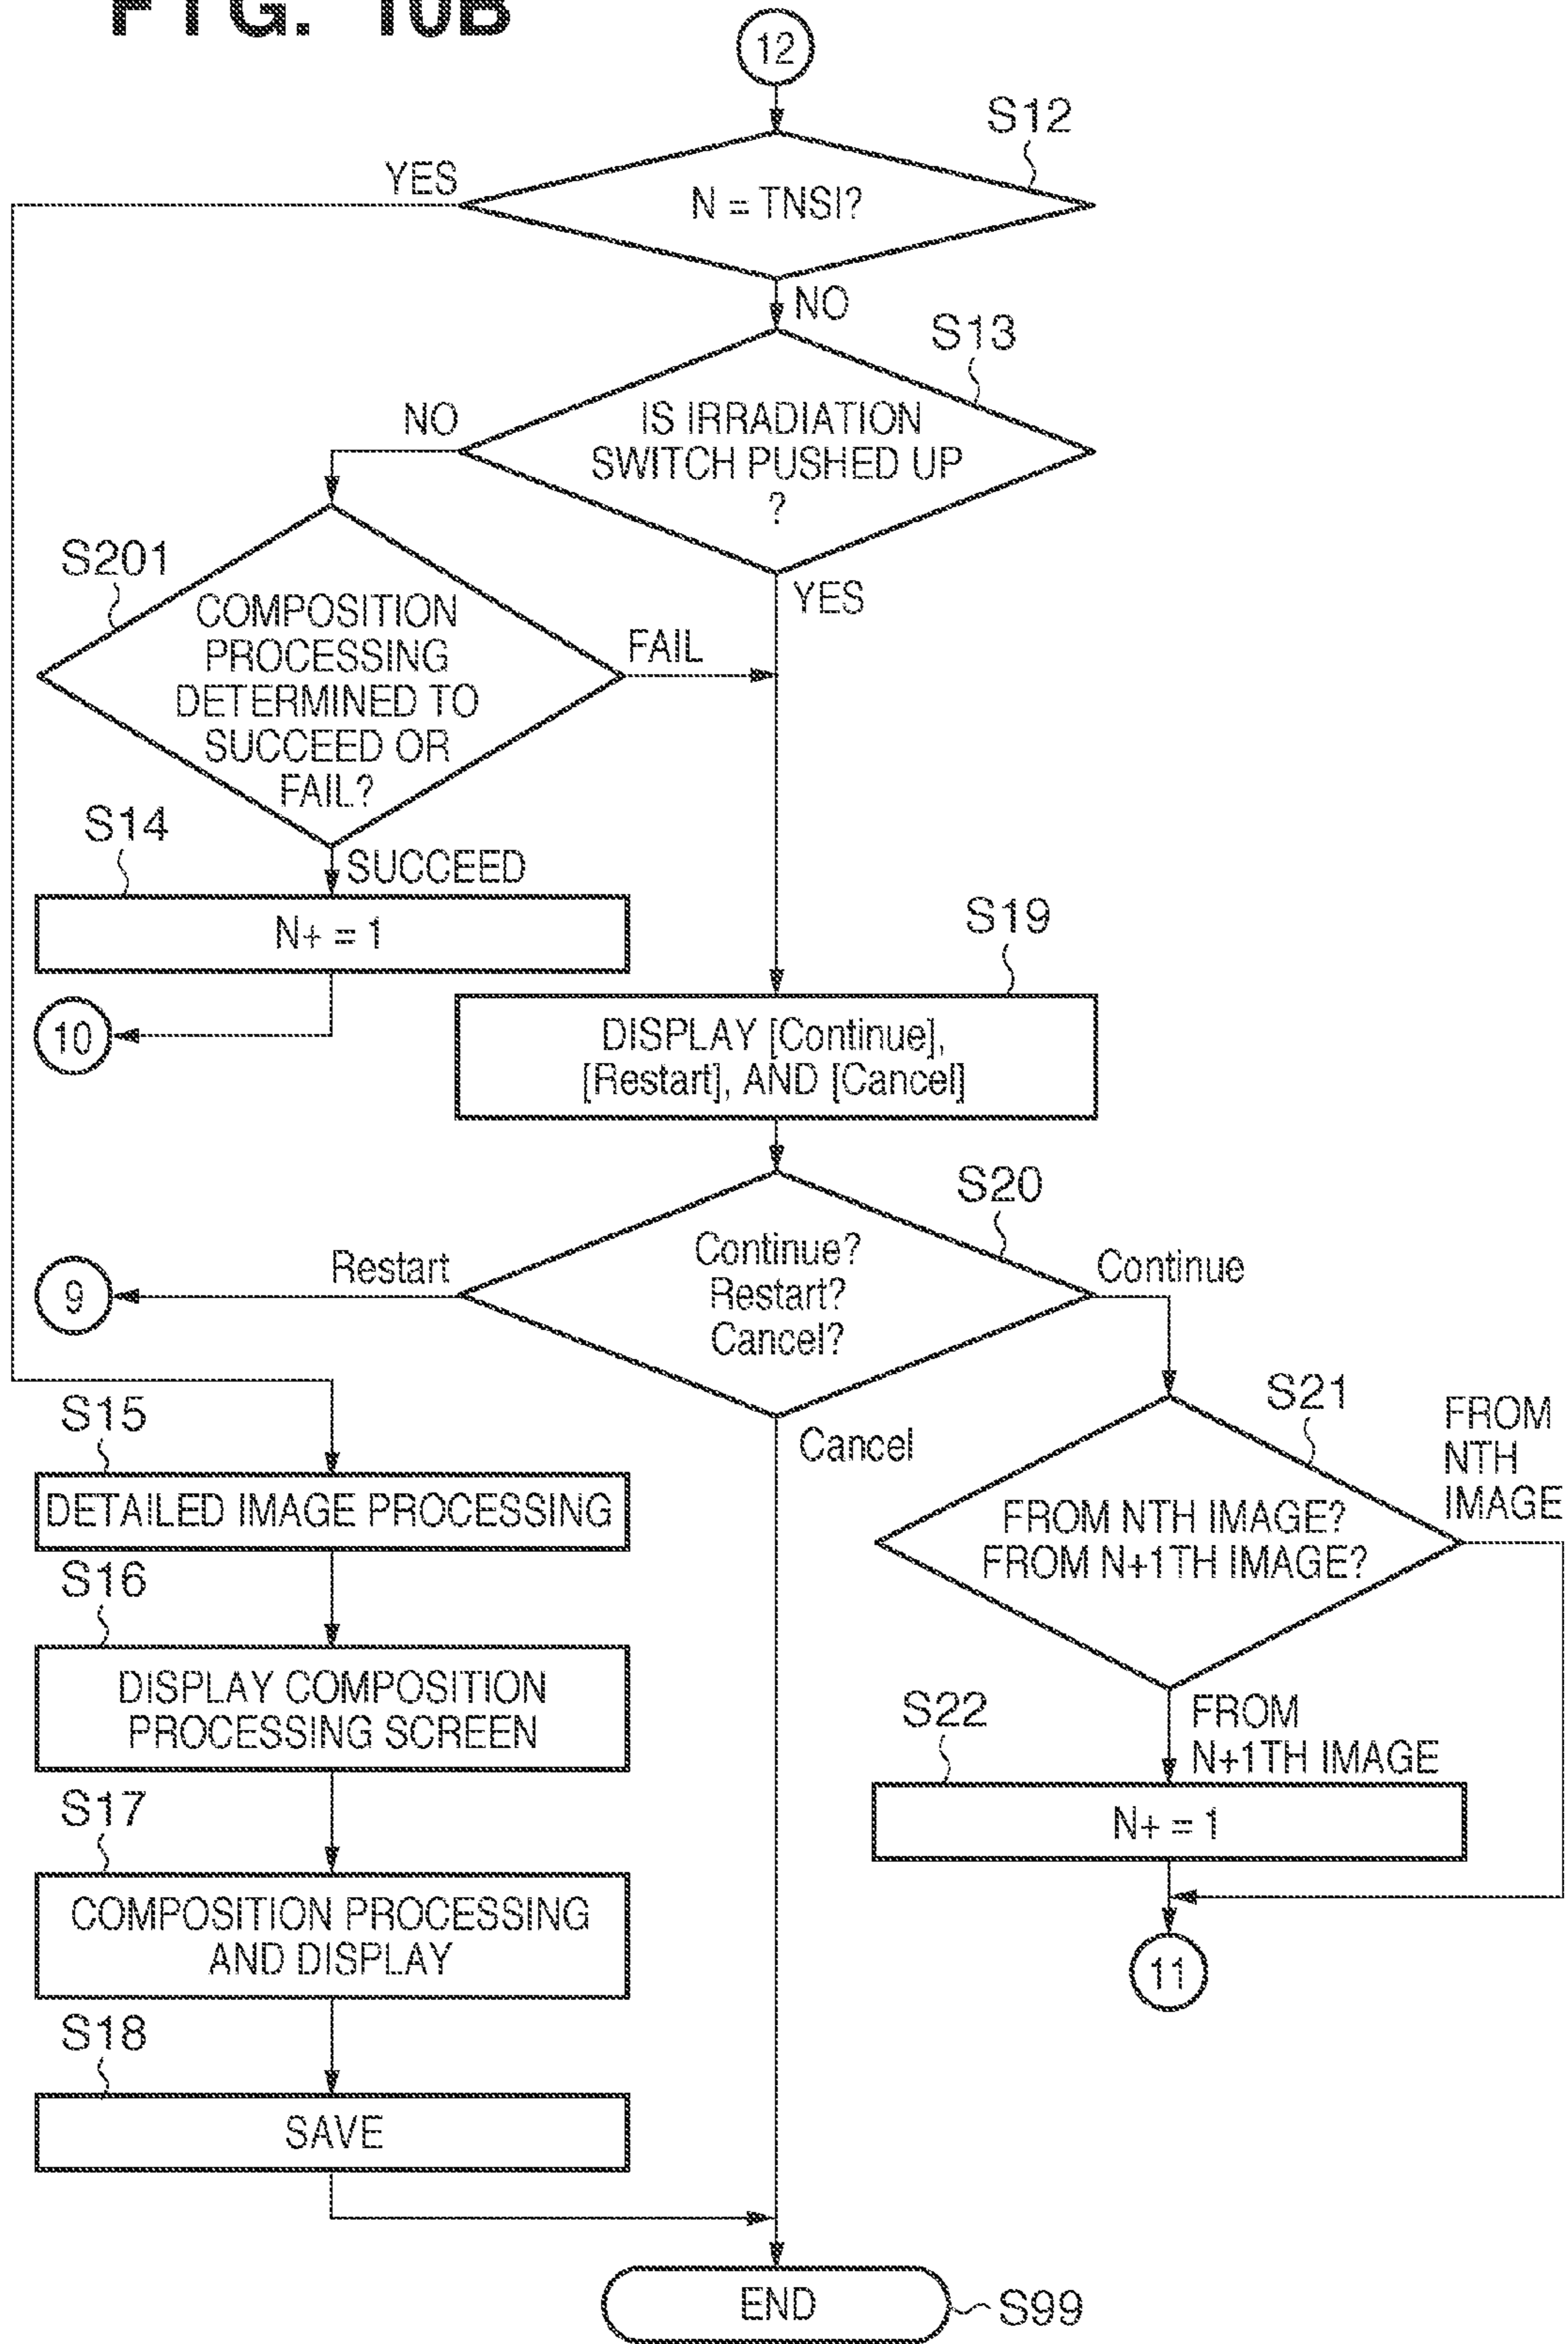 FIG. 10B
12
S12
YES
N = TNSI?
NO
S13
NO
IS IRRADIATION
SWITCH PUSHED UP
?
YES
S201
COMPOSITION
PROCESSING
DETERMINED TO
SUCCEED OR
FAIL?
FAIL
S14
SUCCEED
N+ = 1
10
S19
DISPLAY [Continue],
[Restart], AND [Cancel]
S20
Continue?
Restart?
Cancel?
Restart
9
Continue
Cancel
S21
FROM
NTH
IMAGE
FROM NTH IMAGE?
FROM N+1TH IMAGE?
S15
DETAILED IMAGE PROCESSING
S16
DISPLAY COMPOSITION
PROCESSING SCREEN
S22
FROM
N+1TH IMAGE
N+ = 1
11
S17
COMPOSITION PROCESSING
AND DISPLAY
S18
SAVE
END
S99